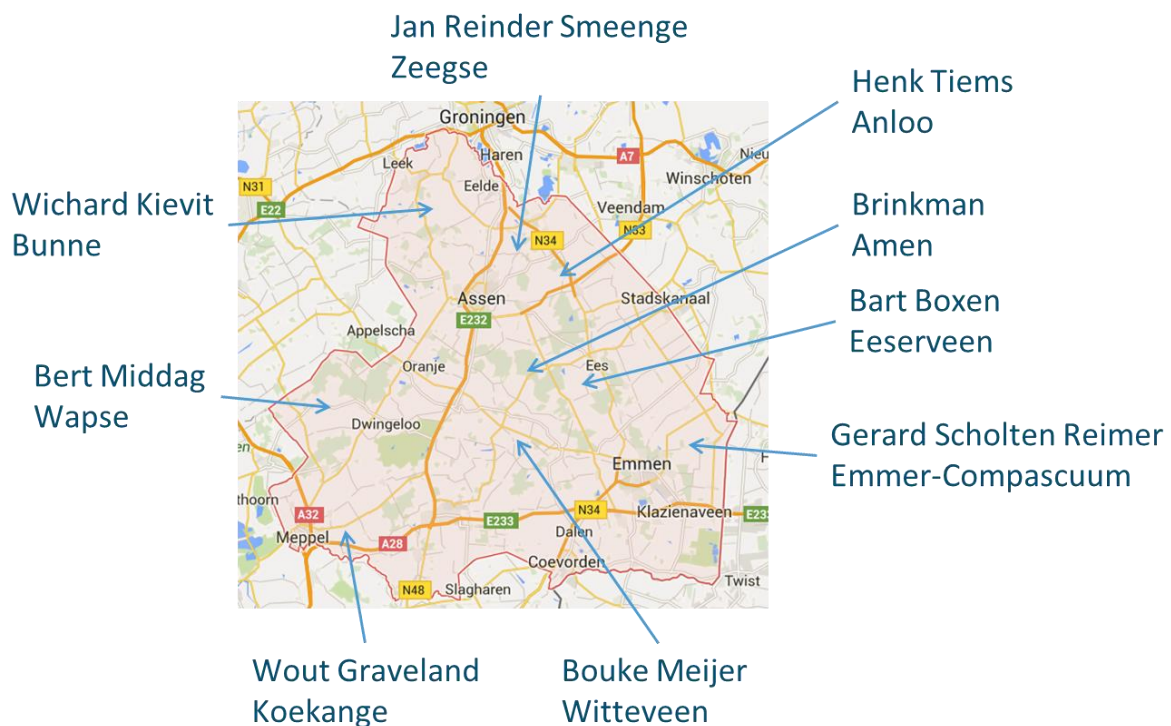 Jan Reinder Smeenge
Zeegse
Henk Tiems
Anloo
Wichard Kievit
Bunne
Brinkman
Amen
Bart Boxen
Eeserveen
Bert Middag
Wapse
Gerard Scholten Reimer
Emmer-Compascuum
Wout Graveland
Koekange
Bouke Meijer
Witteveen
Groningen
Haren
A7
Leek
Winschoten
N31
Eelde
E22
Veendam
N33
N34
Assen
Stadskanaal
E232
Appelscha
Oranje
Ees
Dwingeloo
Emmen
thoorn
A32
E233
N34
Klazienaveen
Meppel
A28
Dalen
Coevorden
N48
Slagharen
Twist